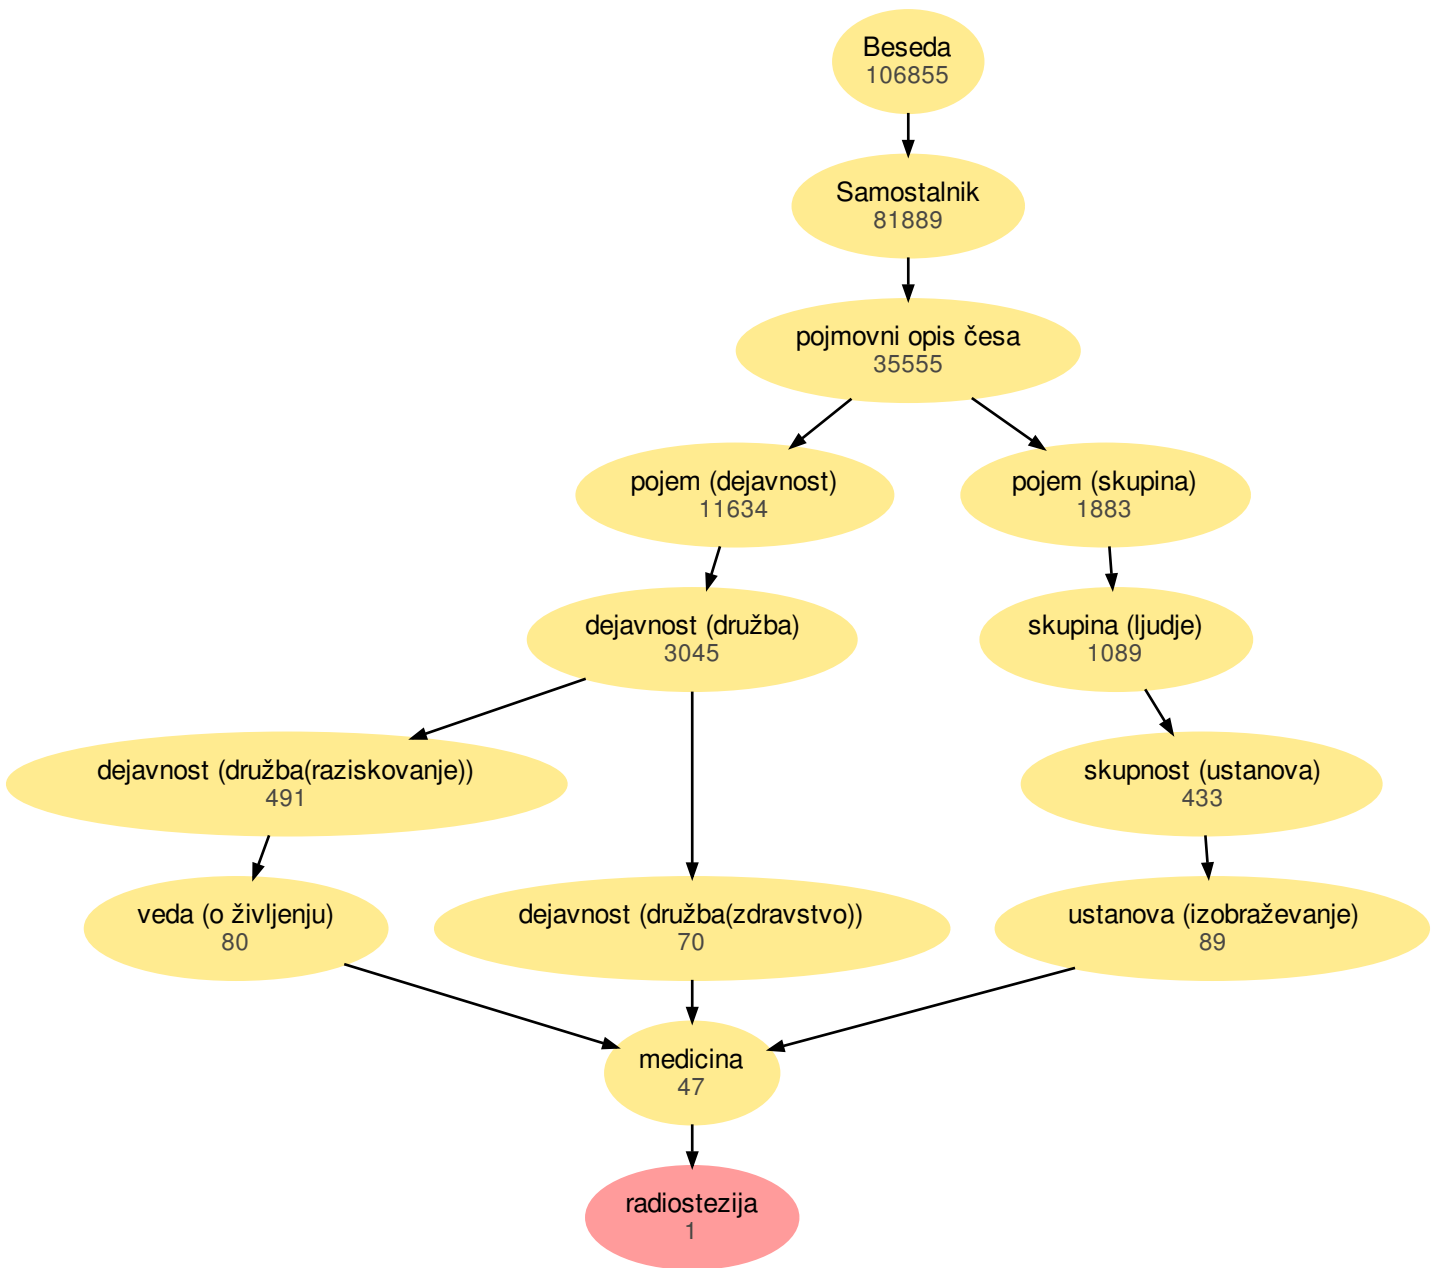 Beseda
106855
Samostalnik
81889
pojmovni opis česa
35555
pojem (dejavnost)
11634
pojem (skupina)
1883
dejavnost (družba)
3045
skupina (ljudje)
1089
dejavnost (družba(raziskovanje))
491
skupnost (ustanova)
433
veda (o življenju)
80
dejavnost (družba(zdravstvo))
70
ustanova (izobraževanje)
89
medicina
47
radiostezija
1